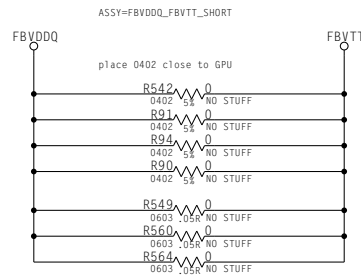 ASSY=FBVDDQ_FBVTT_SHORT
FBVDDQ FBVTT
place 0402 close to GPU
R542 0
0402 5% NO STUFF
R91 0
0402 5% NO STUFF
R94 0
0402 5% NO STUFF
R90 0
0402 5% NO STUFF
R549 0
0603 .05R NO STUFF
R560 0
0603 .05R NO STUFF
R564 0
0603 .05R NO STUFF